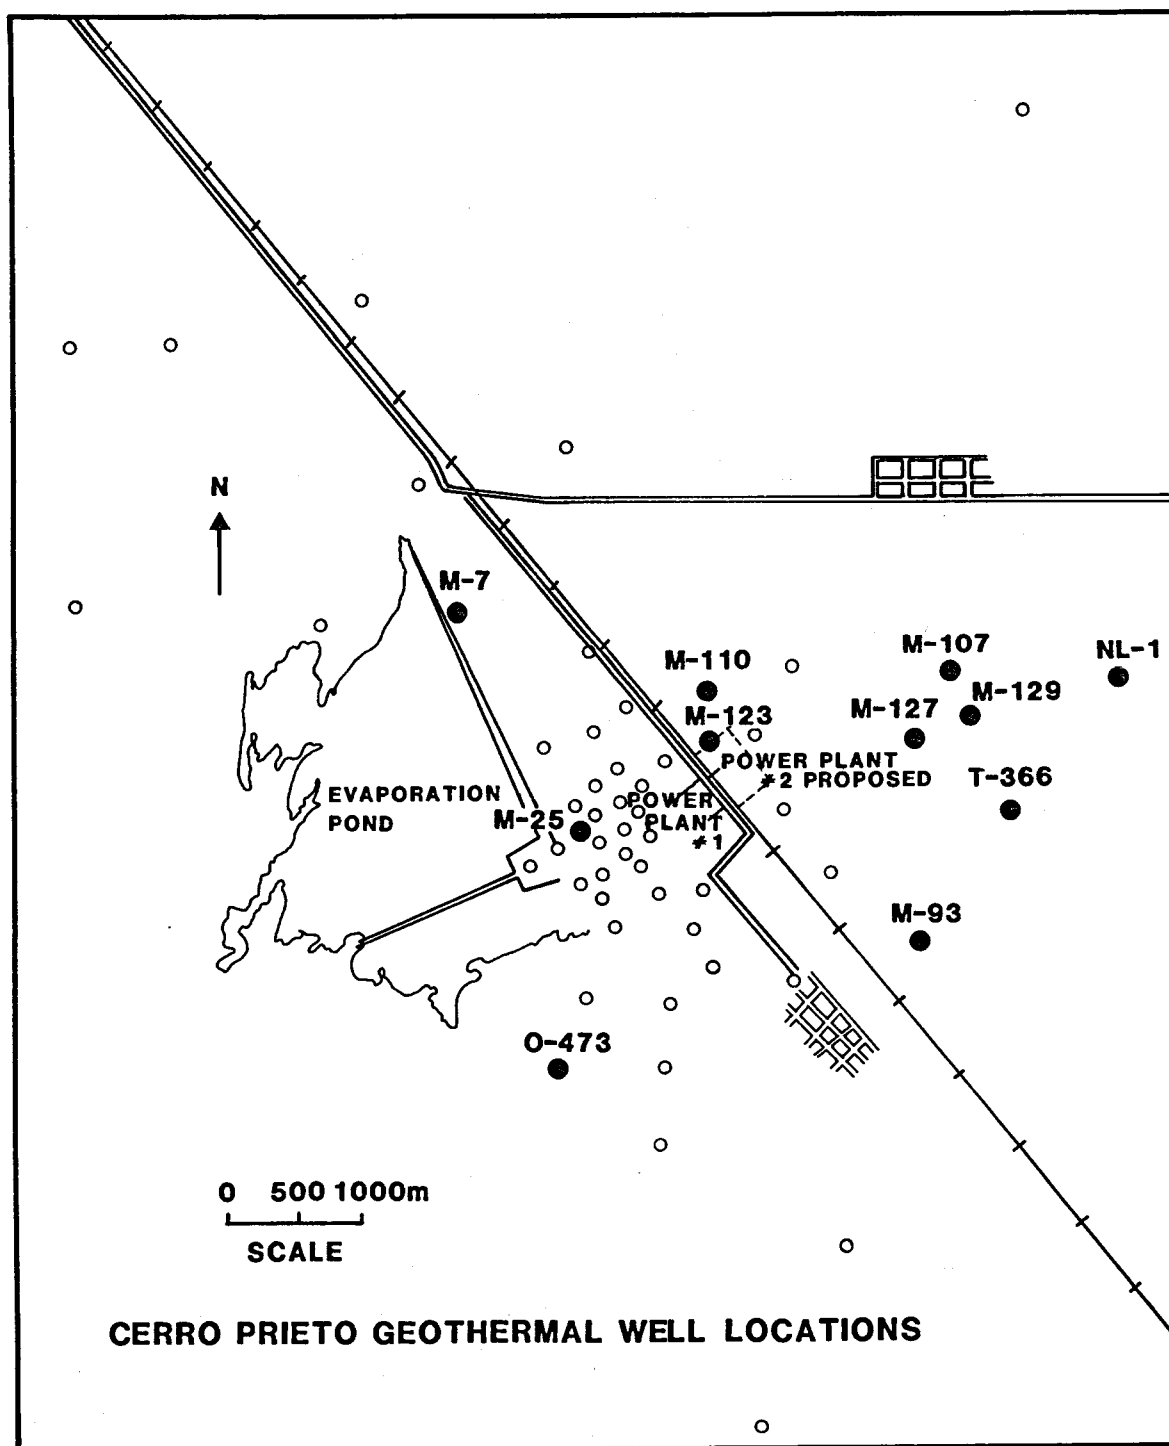 N
M-7
M-110
M-107
NL-1
M-123
M-129
M-127
POWER PLANT
#2 PROPOSED
T-366
EVAPORATION
POND
M-25
POWER
PLANT
#1
M-93
O-473
0 500 1000m
SCALE
CERRO PRIETO GEOTHERMAL WELL LOCATIONS